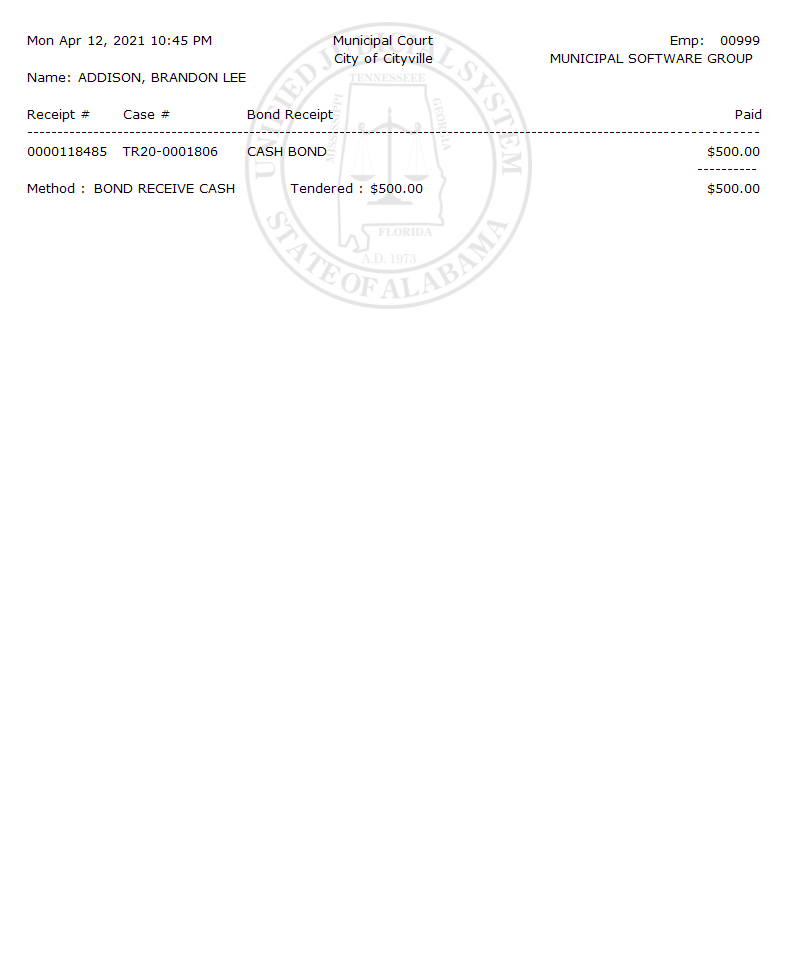 Mon Apr 12, 2021 10:45 PM Municipal Court Emp: 00999
City of Cityville MUNICIPAL SOFTWARE GROUP
Name: ADDISON, BRANDON LEE
Receipt # Case # Bond Receipt Paid
0000118485 TR20-0001806 CASH BOND $500.00
Method : BOND RECEIVE CASH Tendered : $500.00 $500.00
UNIFIED JUDICIAL SYSTEM
TENNESSEE
MISSISSIPPI
GEORGIA
FLORIDA
A.D. 1973
STATE OF ALABAMA